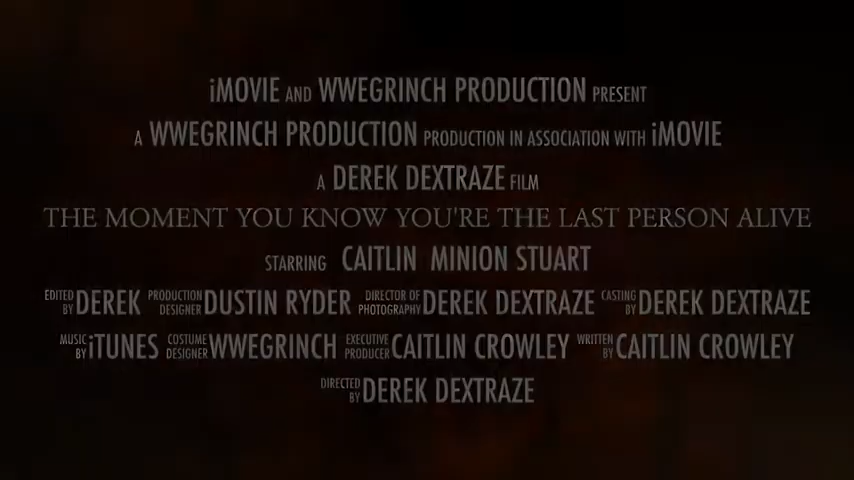 iMOVIE AND WWEGRINCH PRODUCTION PRESENT
A WWEGRINCH PRODUCTION PRODUCTION IN ASSOCIATION WITH iMOVIE
A DEREK DEXTRAZE FILM
THE MOMENT YOU KNOW YOU'RE THE LAST PERSON ALIVE
STARRING CAITLIN MINION STUART
EDITED BY DEREK PRODUCTION DESIGNER DUSTIN RYDER DIRECTOR OF PHOTOGRAPHY DEREK DEXTRAZE CASTING BY DEREK DEXTRAZE
MUSIC BY iTUNES COSTUME DESIGNER WWEGRINCH EXECUTIVE PRODUCER CAITLIN CROWLEY WRITTEN BY CAITLIN CROWLEY
DIRECTED BY DEREK DEXTRAZE